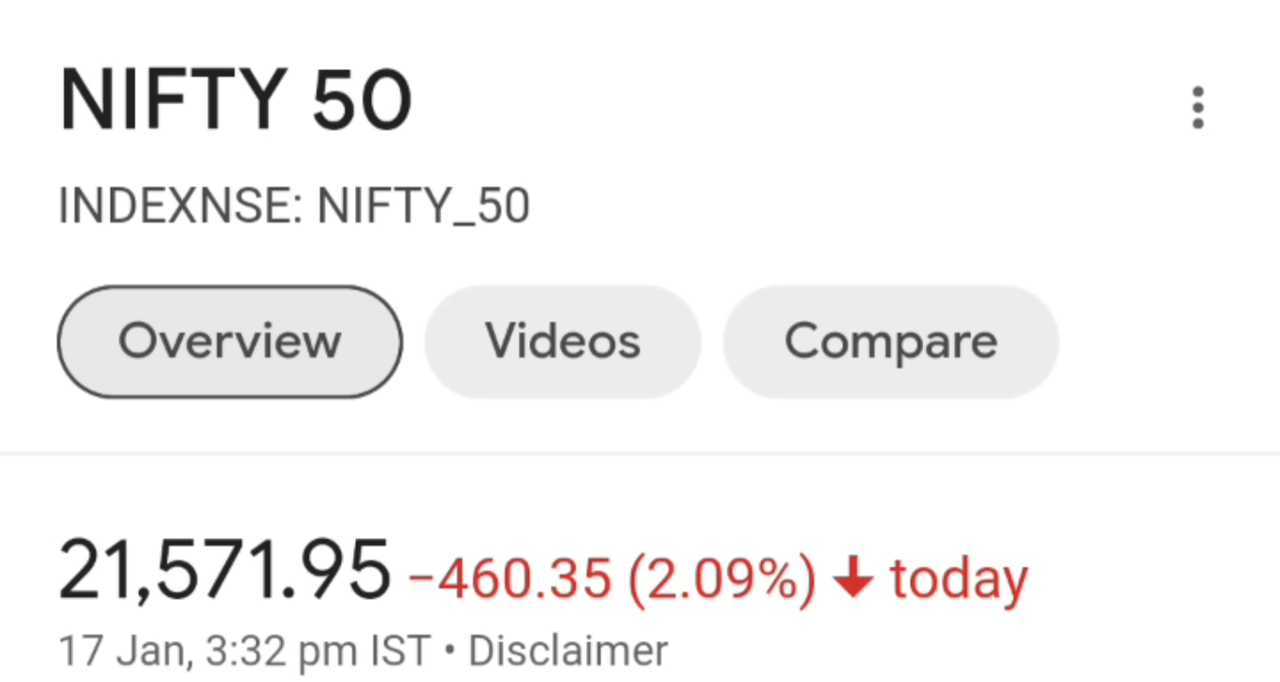 NIFTY 50
INDEXNSE: NIFTY_50
Overview Videos Compare
21,571.95 −460.35 (2.09%) ↓ today
17 Jan, 3:32 pm IST • Disclaimer